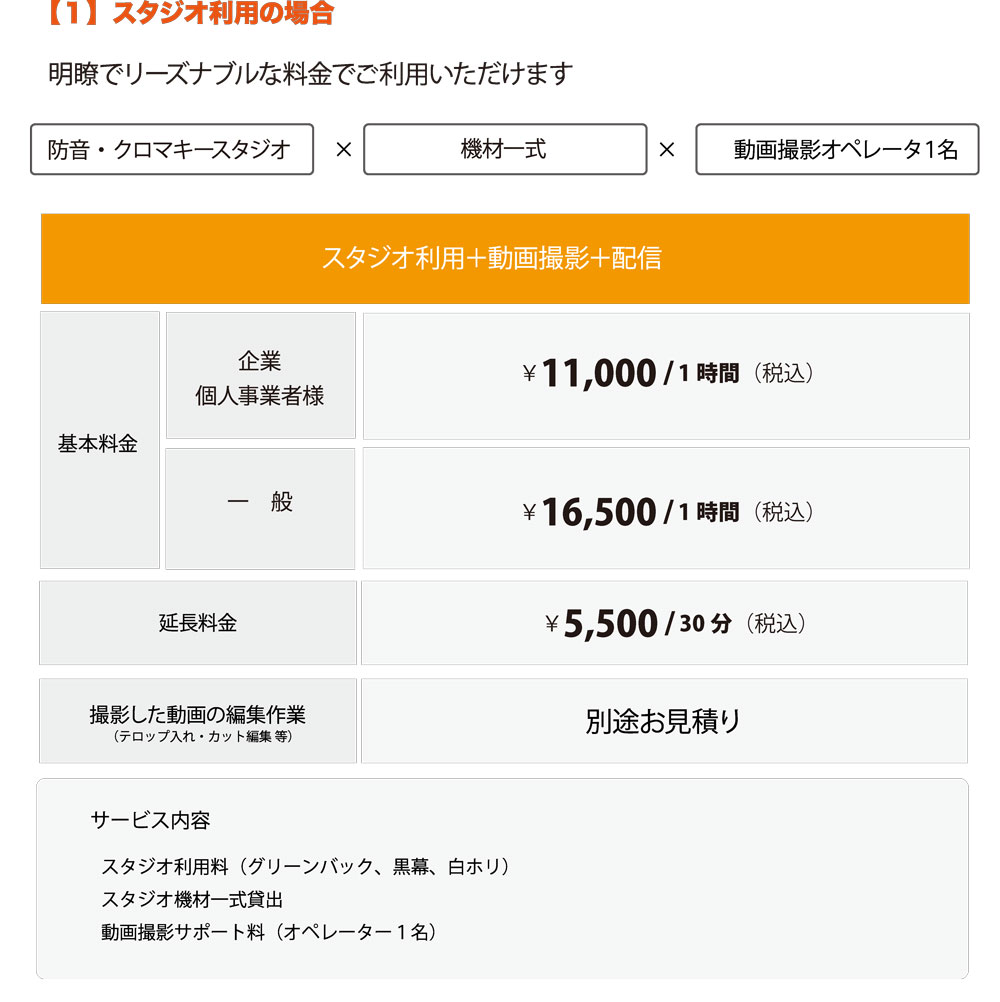 【1】スタジオ利用の場合
明瞭でリーズナブルな料金でご利用いただけます
防音・クロマキースタジオ × 機材一式 × 動画撮影オペレータ1名
スタジオ利用＋動画撮影＋配信
基本料金
企業
個人事業者様
￥11,000 / 1 時間（税込）
一　般
￥16,500 / 1 時間（税込）
延長料金
￥5,500 / 30 分（税込）
撮影した動画の編集作業
（テロップ入れ・カット編集 等）
別途お見積り
サービス内容
スタジオ利用料（グリーンバック、黒幕、白ホリ）
スタジオ機材一式貸出
動画撮影サポート料（オペレーター 1 名）